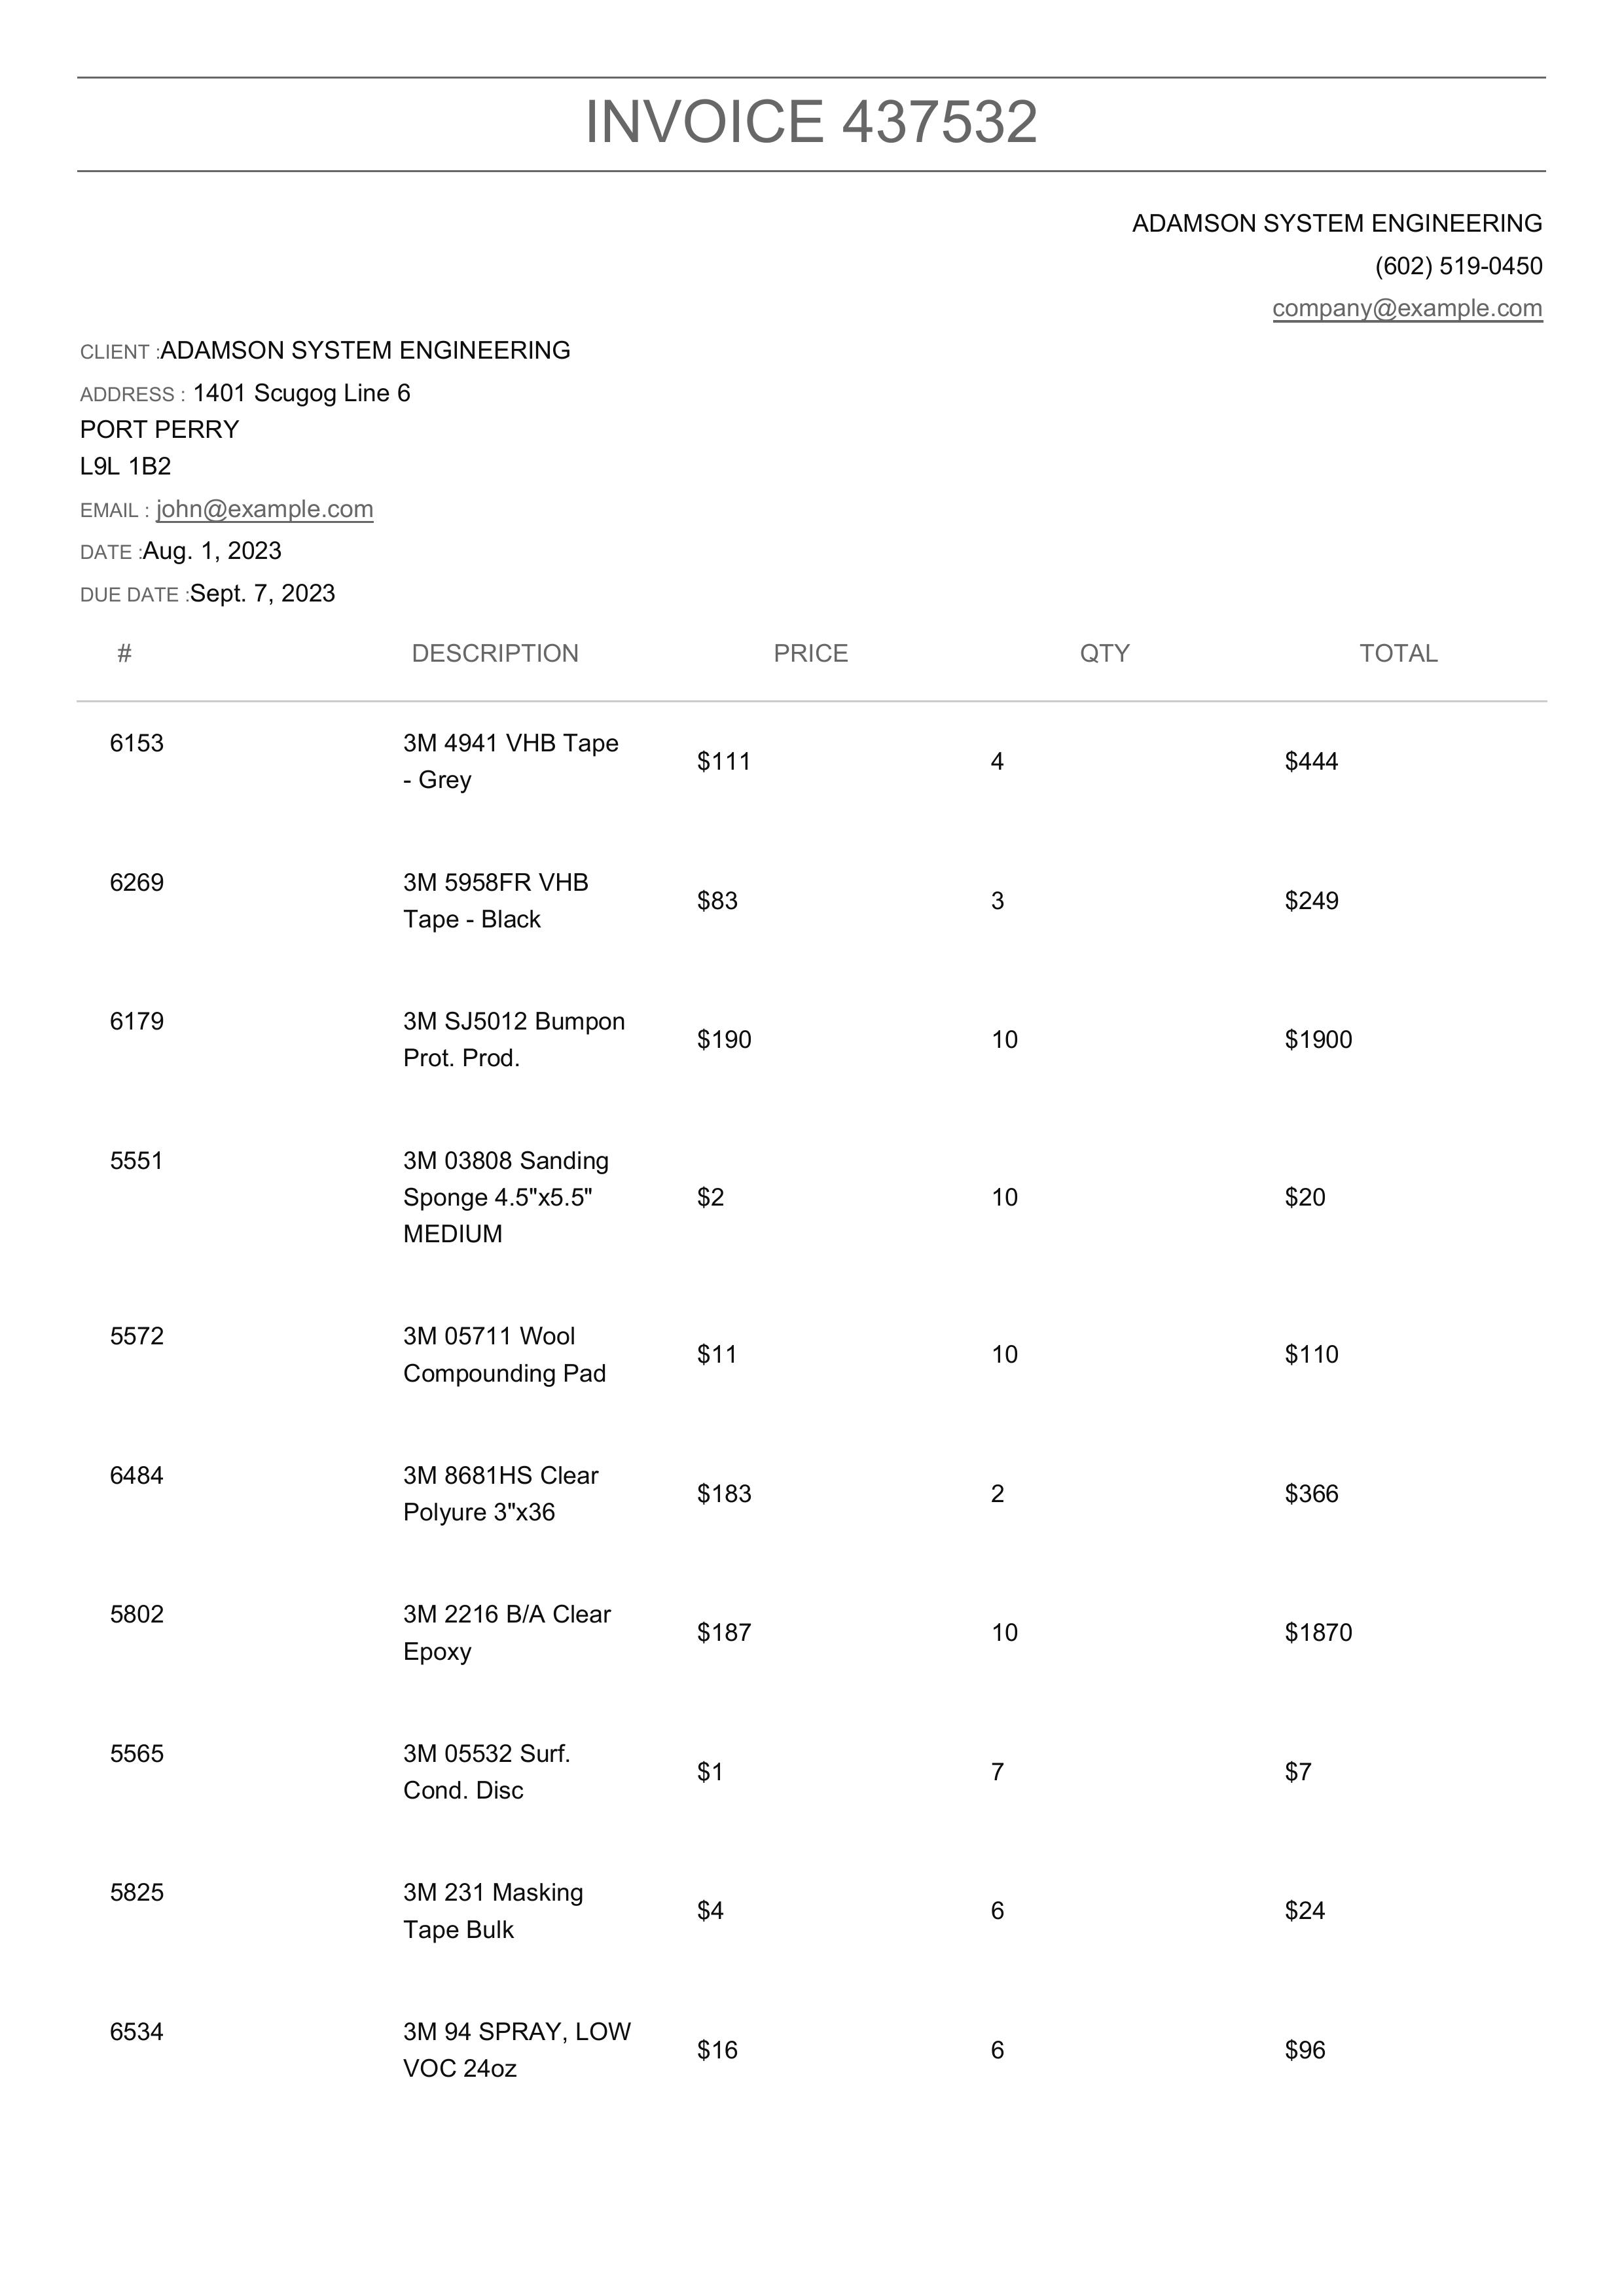 INVOICE 437532
ADAMSON SYSTEM ENGINEERING
(602) 519-0450
company@example.com
CLIENT :ADAMSON SYSTEM ENGINEERING
ADDRESS : 1401 Scugog Line 6
PORT PERRY
L9L 1B2
EMAIL : john@example.com
DATE :Aug. 1, 2023
DUE DATE :Sept. 7, 2023
# DESCRIPTION PRICE QTY TOTAL
6153 3M 4941 VHB Tape
- Grey $111 4 $444
6269 3M 5958FR VHB
Tape - Black $83 3 $249
6179 3M SJ5012 Bumpon
Prot. Prod. $190 10 $1900
5551 3M 03808 Sanding
Sponge 4.5"x5.5" $2 10 $20
MEDIUM
5572 3M 05711 Wool
Compounding Pad $11 10 $110
6484 3M 8681HS Clear
Polyure 3"x36 $183 2 $366
5802 3M 2216 B/A Clear
Epoxy $187 10 $1870
5565 3M 05532 Surf.
Cond. Disc $1 7 $7
5825 3M 231 Masking
Tape Bulk $4 6 $24
6534 3M 94 SPRAY, LOW
VOC 24oz $16 6 $96